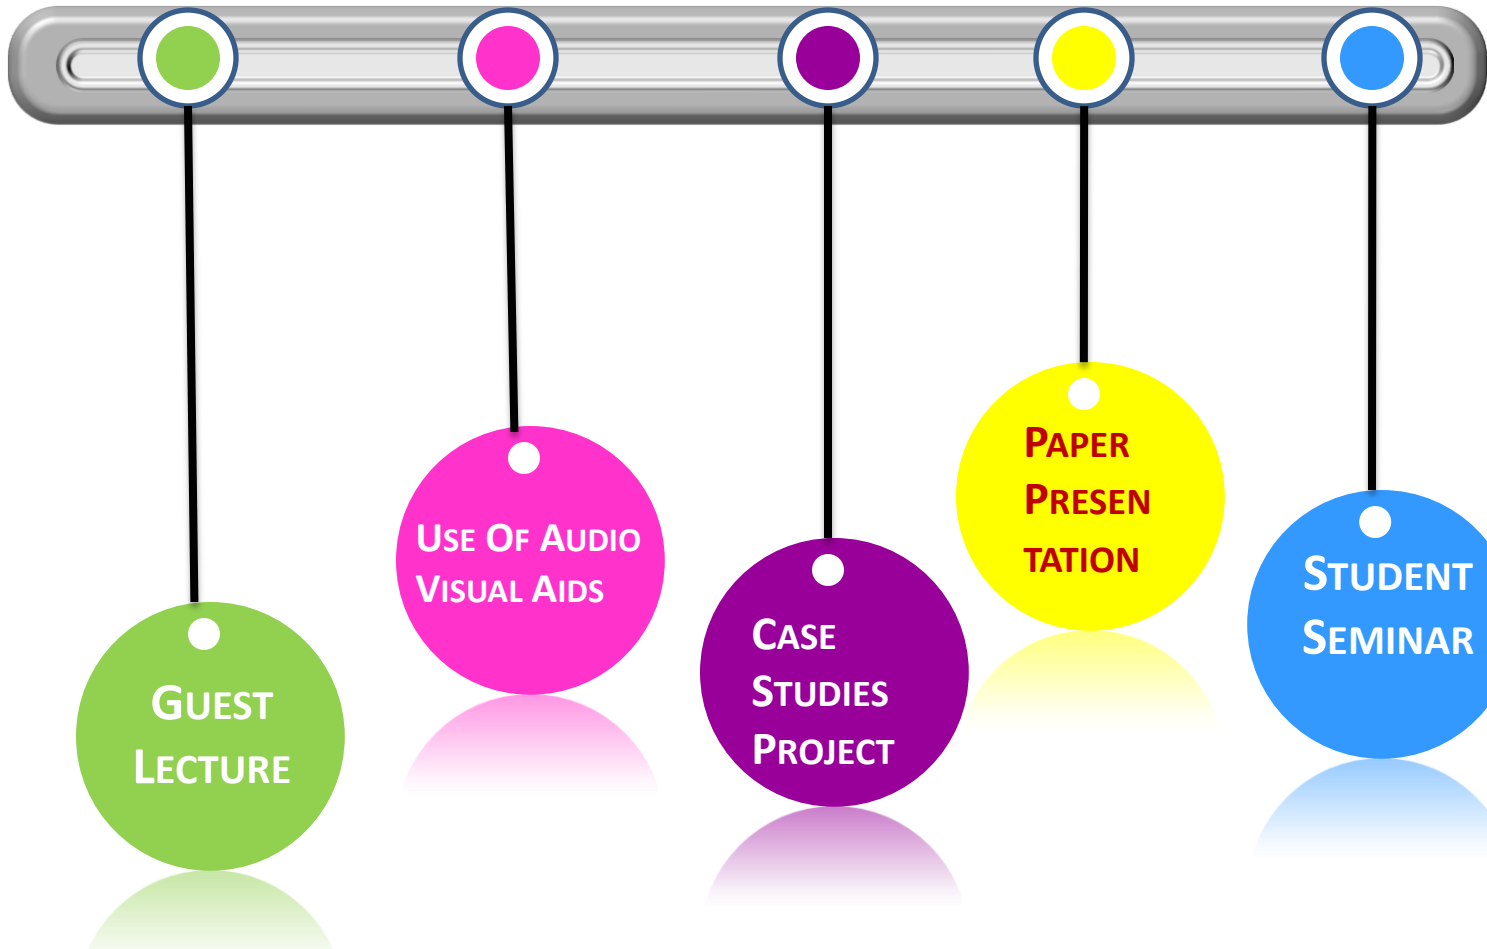 Guest
Lecture
Use Of Audio
Visual Aids
Case
Studies
Project
Paper
Presen
tation
Student
Seminar